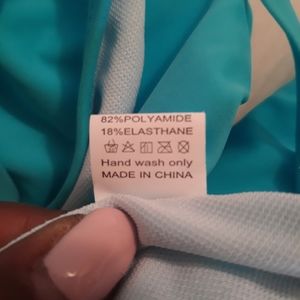 82%POLYAMIDE
18%ELASTHANE
Hand wash only
MADE IN CHINA